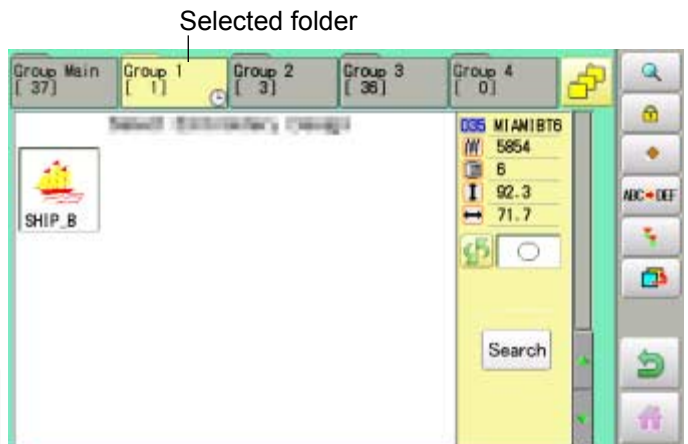 Selected folder
Group Main
[ 37]
Group 1
[ 1]
Group 2
[ 3]
Group 3
[ 36]
Group 4
[ 0]
SHIP_B
035 MIAMIBT6
5854
6
92.3
71.7
Search
ABC DEF